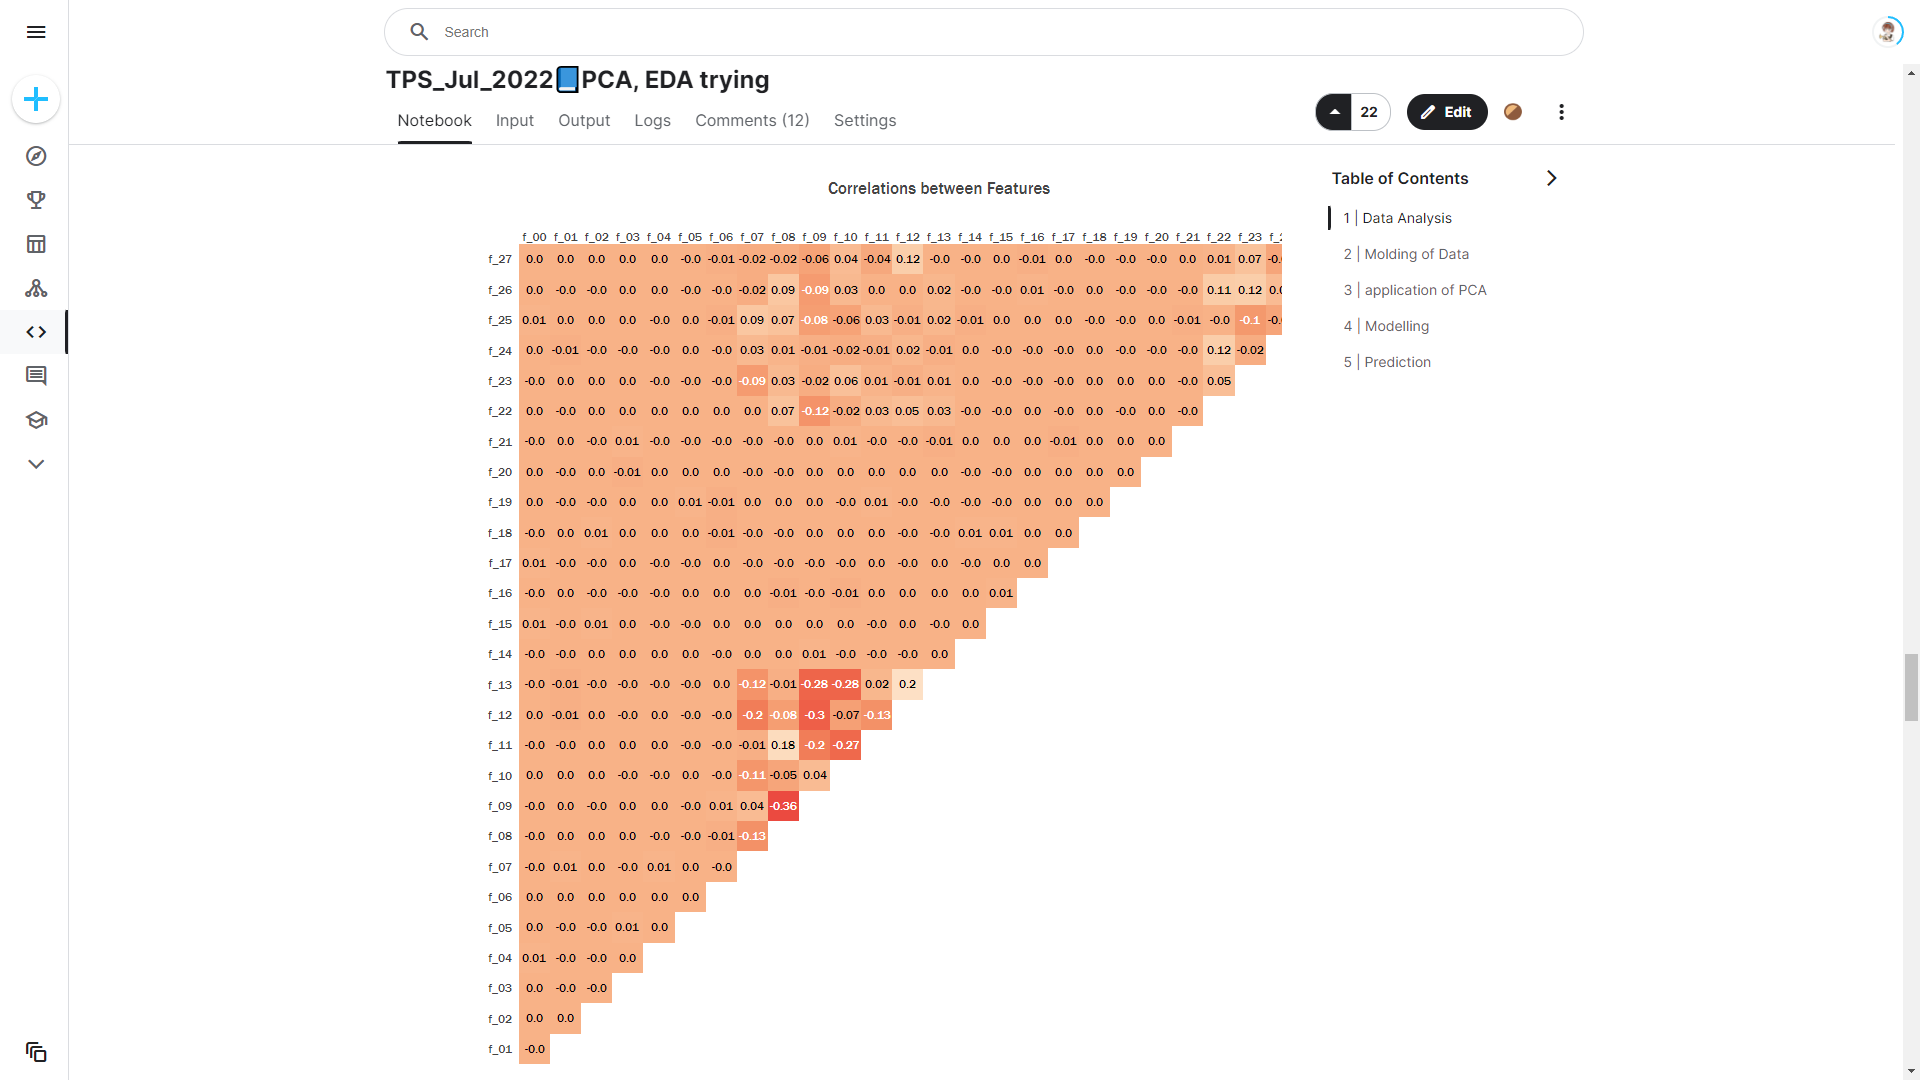 Search
TPS_Jul_2022📘PCA, EDA trying
Notebook Input Output Logs Comments (12) Settings
22 Edit
Correlations between Features
f_00 f_01 f_02 f_03 f_04 f_05 f_06 f_07 f_08 f_09 f_10 f_11 f_12 f_13 f_14 f_15 f_16 f_17 f_18 f_19 f_20 f_21 f_22 f_23
f_27 0.0 0.0 0.0 0.0 0.0 -0.0 -0.01 -0.02 -0.02 -0.06 0.04 -0.04 0.12 -0.0 -0.0 0.0 -0.01 0.0 -0.0 -0.0 -0.0 0.0 0.01 0.07
f_26 0.0 -0.0 -0.0 0.0 0.0 -0.0 -0.0 -0.02 0.09 -0.09 0.03 0.0 0.0 0.02 -0.0 -0.0 0.01 -0.0 0.0 -0.0 -0.0 -0.0 0.11 0.12
f_25 0.01 0.0 0.0 0.0 -0.0 0.0 -0.01 0.09 0.07 -0.08 -0.06 0.03 -0.01 0.02 -0.01 0.0 0.0 0.0 -0.0 -0.0 0.0 -0.01 -0.0 -0.1
f_24 0.0 -0.01 -0.0 -0.0 -0.0 0.0 -0.0 0.03 0.01 -0.01 -0.02 -0.01 0.02 -0.01 0.0 -0.0 -0.0 -0.0 0.0 -0.0 -0.0 -0.0 0.12 -0.02
f_23 -0.0 0.0 0.0 0.0 -0.0 -0.0 -0.0 -0.09 0.03 -0.02 0.06 0.01 -0.01 0.01 0.0 -0.0 -0.0 -0.0 0.0 0.0 0.0 -0.0 0.05
f_22 0.0 -0.0 0.0 0.0 0.0 0.0 0.0 0.0 0.07 -0.12 -0.02 0.03 0.05 0.03 -0.0 -0.0 0.0 -0.0 0.0 -0.0 0.0 -0.0
f_21 -0.0 0.0 -0.0 0.01 -0.0 -0.0 -0.0 -0.0 -0.0 0.0 0.01 -0.0 -0.0 -0.01 0.0 0.0 0.0 -0.01 0.0 0.0 0.0
f_20 0.0 -0.0 0.0 -0.01 0.0 0.0 0.0 -0.0 -0.0 0.0 0.0 0.0 0.0 0.0 -0.0 -0.0 0.0 0.0 0.0 0.0
f_19 0.0 -0.0 -0.0 0.0 0.0 0.01 -0.01 0.0 0.0 0.0 -0.0 0.01 -0.0 -0.0 -0.0 -0.0 0.0 0.0 0.0
f_18 -0.0 0.0 0.01 0.0 0.0 0.0 -0.01 -0.0 -0.0 0.0 0.0 0.0 -0.0 -0.0 0.01 0.01 0.0 0.0
f_17 0.01 -0.0 -0.0 0.0 -0.0 -0.0 0.0 -0.0 -0.0 -0.0 -0.0 0.0 -0.0 0.0 -0.0 0.0 0.0
f_16 -0.0 0.0 -0.0 -0.0 0.0 -0.0 0.0 0.0 -0.01 -0.0 -0.01 0.0 0.0 0.0 0.0 0.01
f_15 0.01 -0.0 0.01 0.0 -0.0 -0.0 0.0 0.0 0.0 0.0 0.0 -0.0 0.0 -0.0 0.0
f_14 -0.0 -0.0 0.0 0.0 0.0 0.0 -0.0 0.0 0.0 0.01 -0.0 -0.0 -0.0 0.0
f_13 -0.0 -0.01 -0.0 -0.0 -0.0 -0.0 0.0 -0.12 -0.01 -0.28 -0.28 0.02 0.2
f_12 0.0 -0.01 0.0 -0.0 0.0 -0.0 -0.0 -0.2 -0.08 -0.3 -0.07 -0.13
f_11 -0.0 -0.0 0.0 0.0 0.0 -0.0 -0.0 -0.01 0.18 -0.2 -0.27
f_10 0.0 0.0 0.0 -0.0 -0.0 0.0 -0.0 -0.11 -0.05 0.04
f_09 -0.0 0.0 -0.0 0.0 0.0 -0.0 0.01 0.04 -0.36
f_08 -0.0 0.0 0.0 0.0 -0.0 -0.0 -0.01 -0.13
f_07 -0.0 0.01 0.0 -0.0 0.01 0.0 -0.0
f_06 0.0 0.0 0.0 0.0 0.0 0.0
f_05 0.0 -0.0 -0.0 0.01 0.0
f_04 0.01 -0.0 -0.0 0.0
f_03 0.0 -0.0 -0.0
f_02 0.0 0.0
f_01 -0.0
Table of Contents
1 | Data Analysis
2 | Molding of Data
3 | application of PCA
4 | Modelling
5 | Prediction